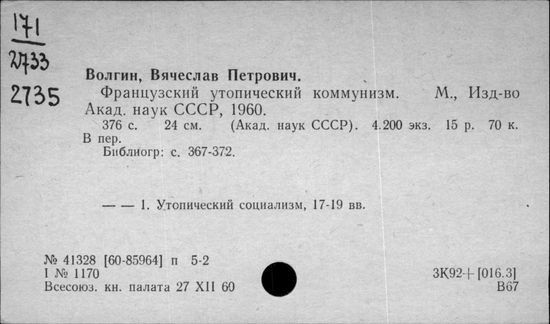 171
2733
2735
Волгин, Вячеслав Петрович.
Французский утопический коммунизм. М., Изд-во
Акад. наук СССР, 1960.
376 с. 24 см. (Акад. наук СССР). 4.200 экз. 15 р. 70 к.
В пер.
Библиогр: с. 367-372.
— — 1. Утопический социализм, 17-19 вв.
№ 41328 [60-85964] п 5-2
I № 1170
Всесоюз. кн. палата 27 XII 60
3К92+[016.3]
В67